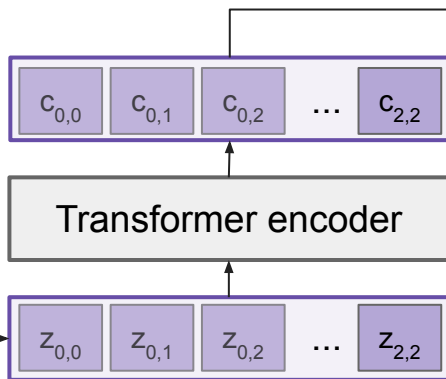 c0,0 c0,1 c0,2 ... c2,2
Transformer encoder
z0,0 z0,1 z0,2 ... z2,2